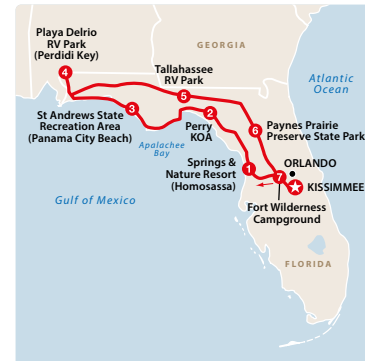 Playa Delrio
RV Park
(Perdidi Key)
GEORGIA
4
Tallahassee
RV Park
Atlantic
Ocean
5
St Andrews State
Recreation Area
(Panama City Beach)
3
2
Perry
KOA
Apalachee
Bay
6
Paynes Prairie
Preserve State Park
Springs &
Nature Resort
(Homosassa)
1
ORLANDO
7
KISSIMMEE
Gulf of Mexico
Fort Wilderness
Campground
FLORIDA